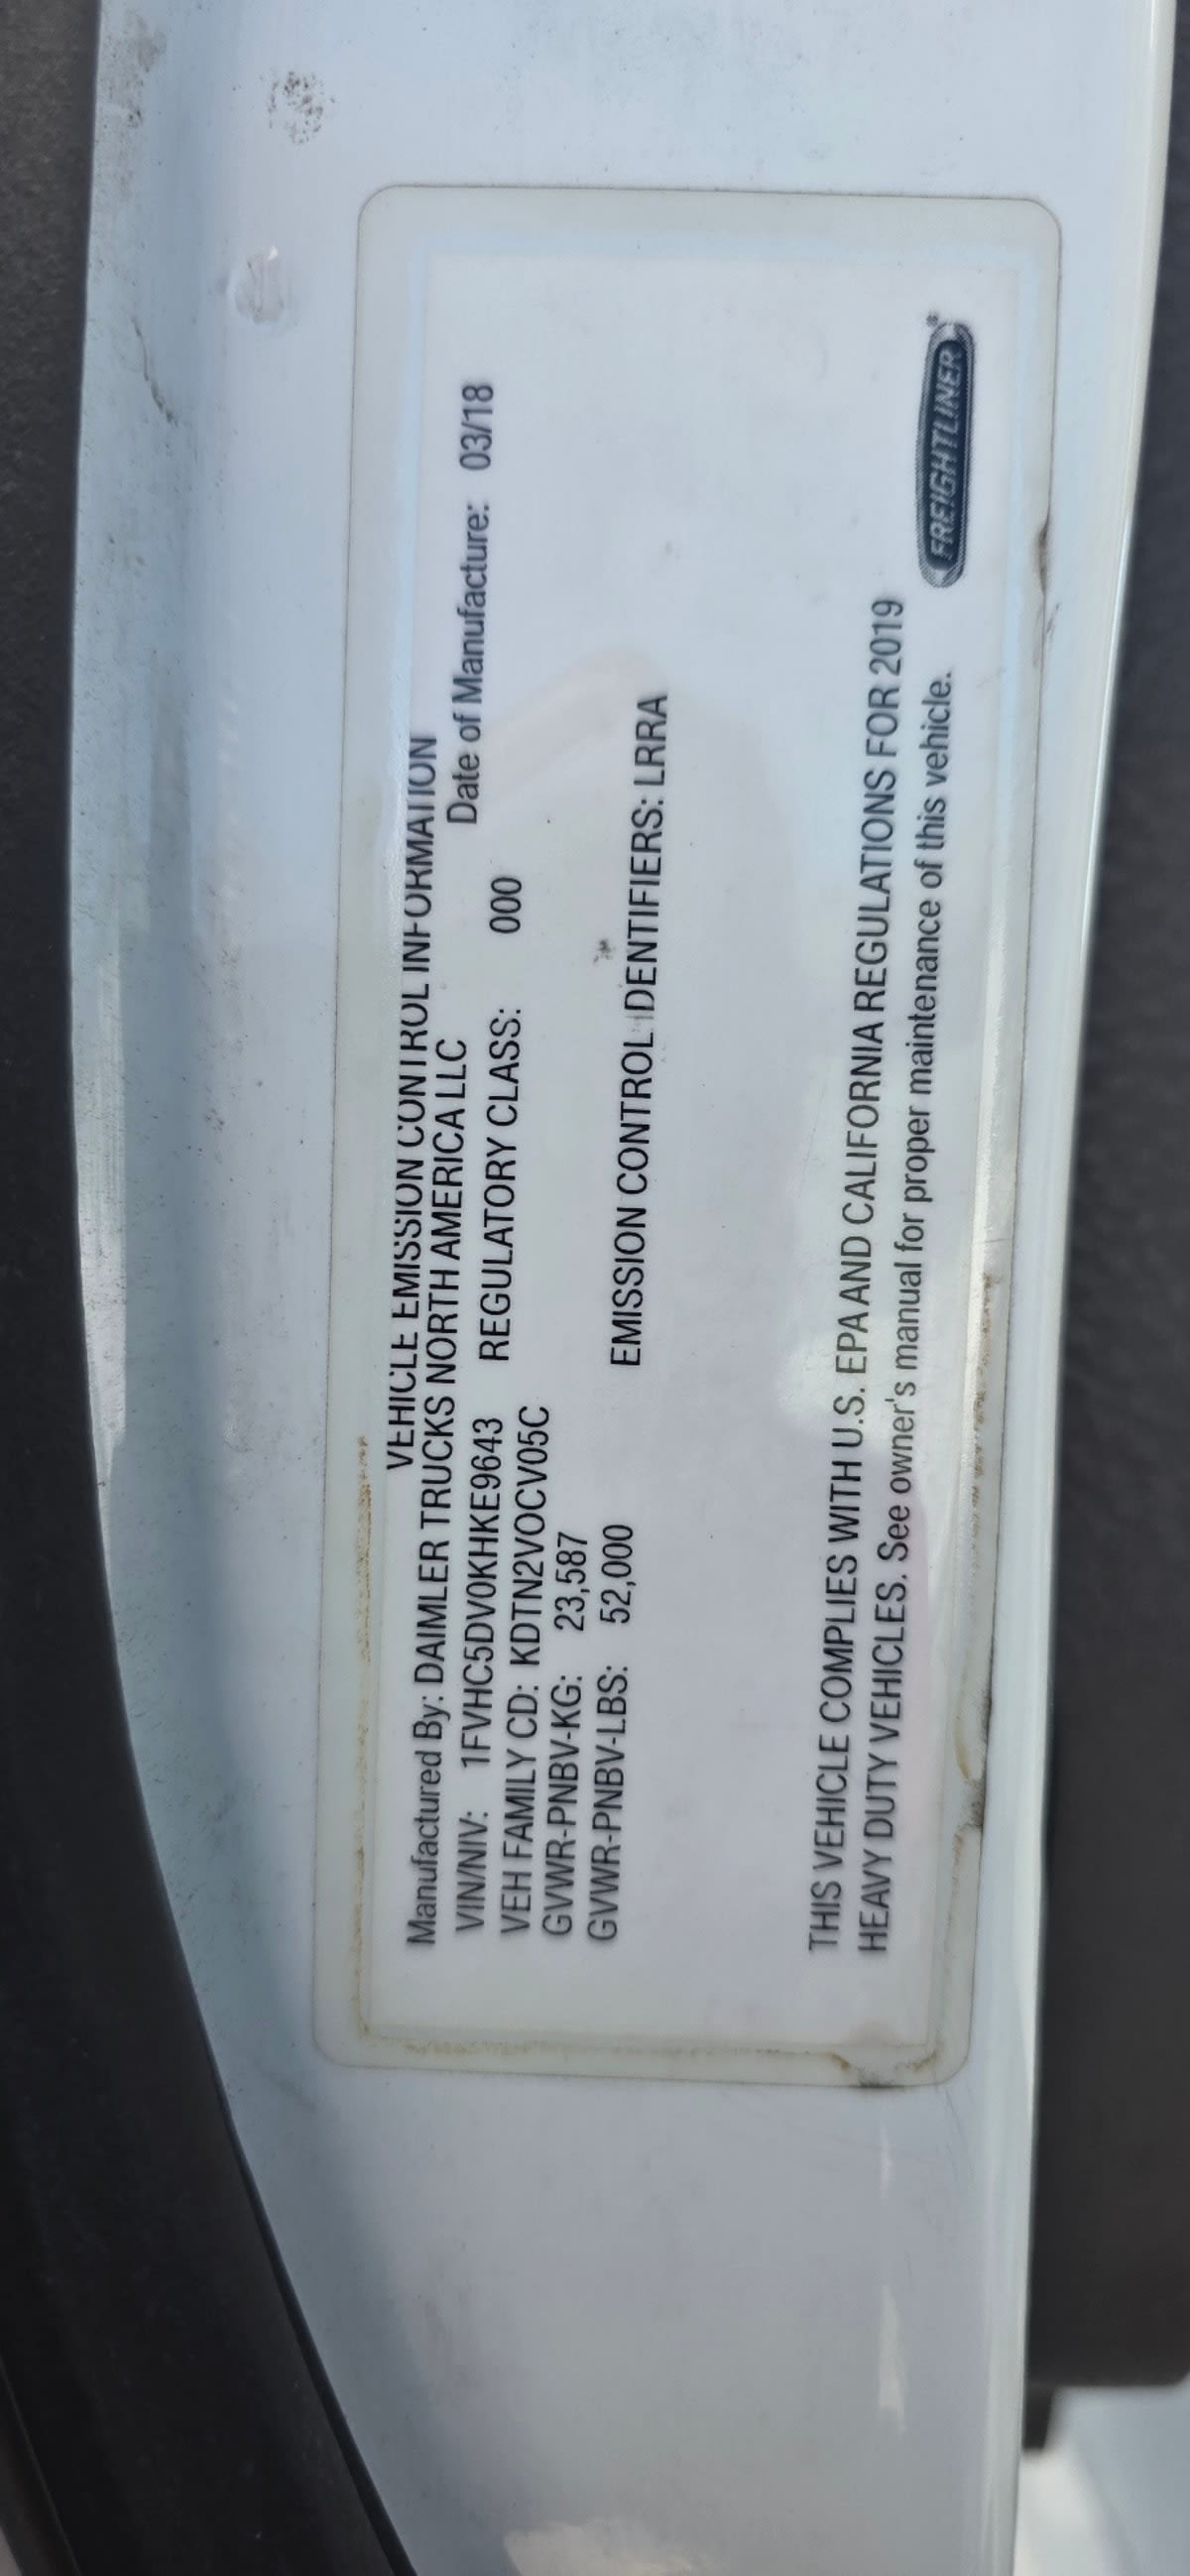 VEHICLE EMISSION CONTROL INFORMATION
Manufactured By: DAIMLER TRUCKS NORTH AMERICA LLC Date of Manufacture: 03/18
VIN/NIV: 1FVHC5DV0KHKE9643 REGULATORY CLASS: 000
VEH FAMILY CD: KDTN2VOCV05C
GVWR-PNBV-KG: 23,587
GVWR-PNBV-LBS: 52,000 EMISSION CONTROL IDENTIFIERS: LRRA
THIS VEHICLE COMPLIES WITH U.S. EPA AND CALIFORNIA REGULATIONS FOR 2019
HEAVY DUTY VEHICLES. See owner's manual for proper maintenance of this vehicle.
FREIGHTLINER